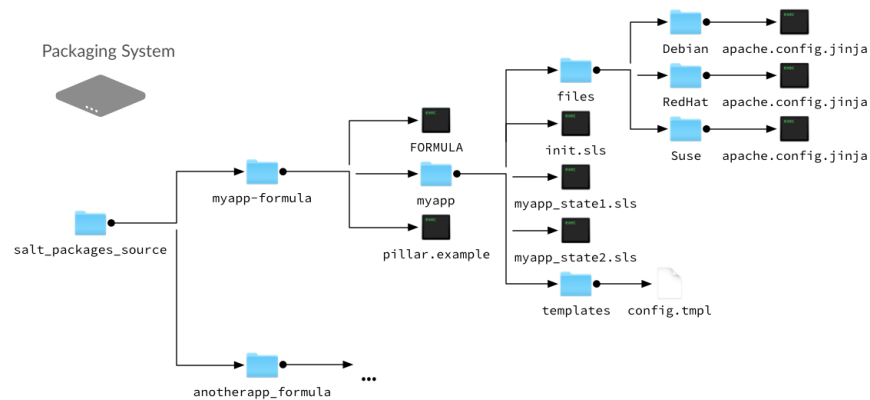 Packaging System
Debian apache.config.jinja
files
RedHat apache.config.jinja
FORMULA
init.sls
Suse apache.config.jinja
myapp-formula
myapp
myapp_state1.sls
salt_packages_source
pillar.example
myapp_state2.sls
templates config.tmpl
anotherapp_formula
...